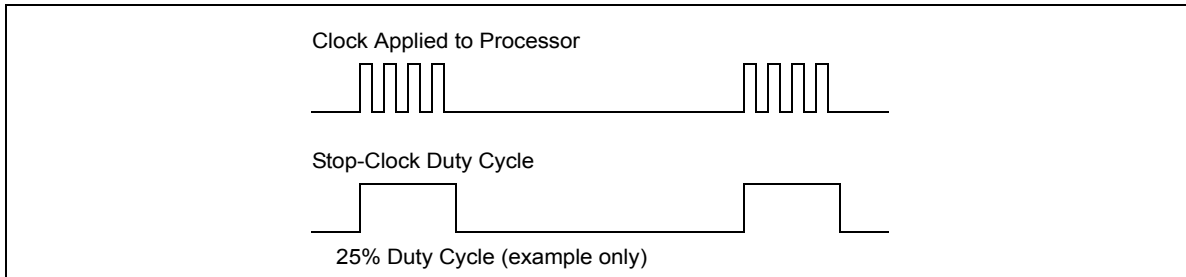 Clock Applied to Processor
Stop-Clock Duty Cycle
25% Duty Cycle (example only)